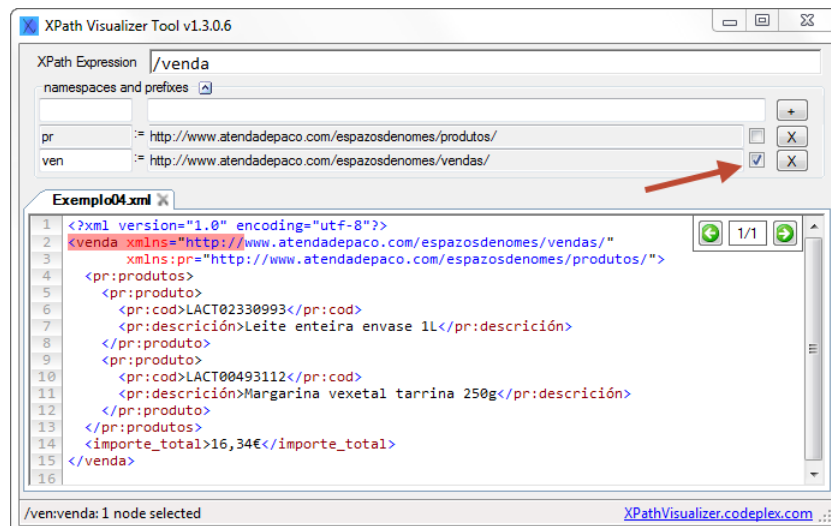 XPath Visualizer Tool v1.3.0.6
XPath Expression /venda
namespaces and prefixes
+
pr := http://www.atendadepaco.com/espazosdenomes/produtos/ X
ven := http://www.atendadepaco.com/espazosdenomes/vendas/ X
Exemplo04.xml
1 <?xml version="1.0" encoding="utf-8"?>
2 <venda xmlns="http://www.atendadepaco.com/espazosdenomes/vendas/" 1/1
3 xmlns:pr="http://www.atendadepaco.com/espazosdenomes/produtos/">
4 <pr:produtos>
5 <pr:produto>
6 <pr:cod>LACT02330993</pr:cod>
7 <pr:descrición>Leite enteira envase 1L</pr:descrición>
8 </pr:produto>
9 <pr:produto>
10 <pr:cod>LACT00493112</pr:cod>
11 <pr:descrición>Margarina vexetal tarrina 250g</pr:descrición>
12 </pr:produto>
13 </pr:produtos>
14 <importe_total>16,34€</importe_total>
15 </venda>
16
/ven:venda: 1 node selected XPathVisualizer.codeplex.com